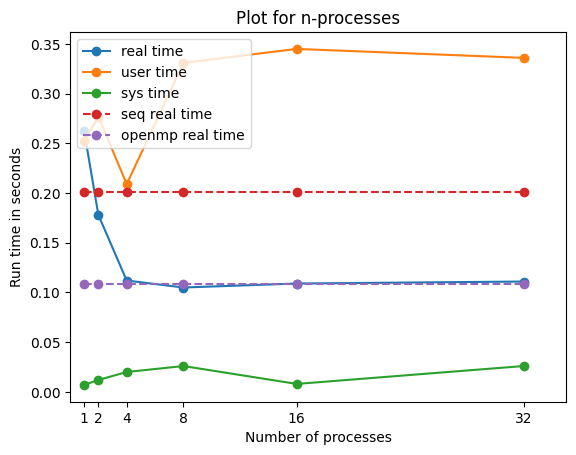 Plot for n-processes
real time
user time
sys time
seq real time
openmp real time
Run time in seconds
0.35
0.30
0.25
0.20
0.15
0.10
0.05
0.00
1 2 4 8 16 32
Number of processes